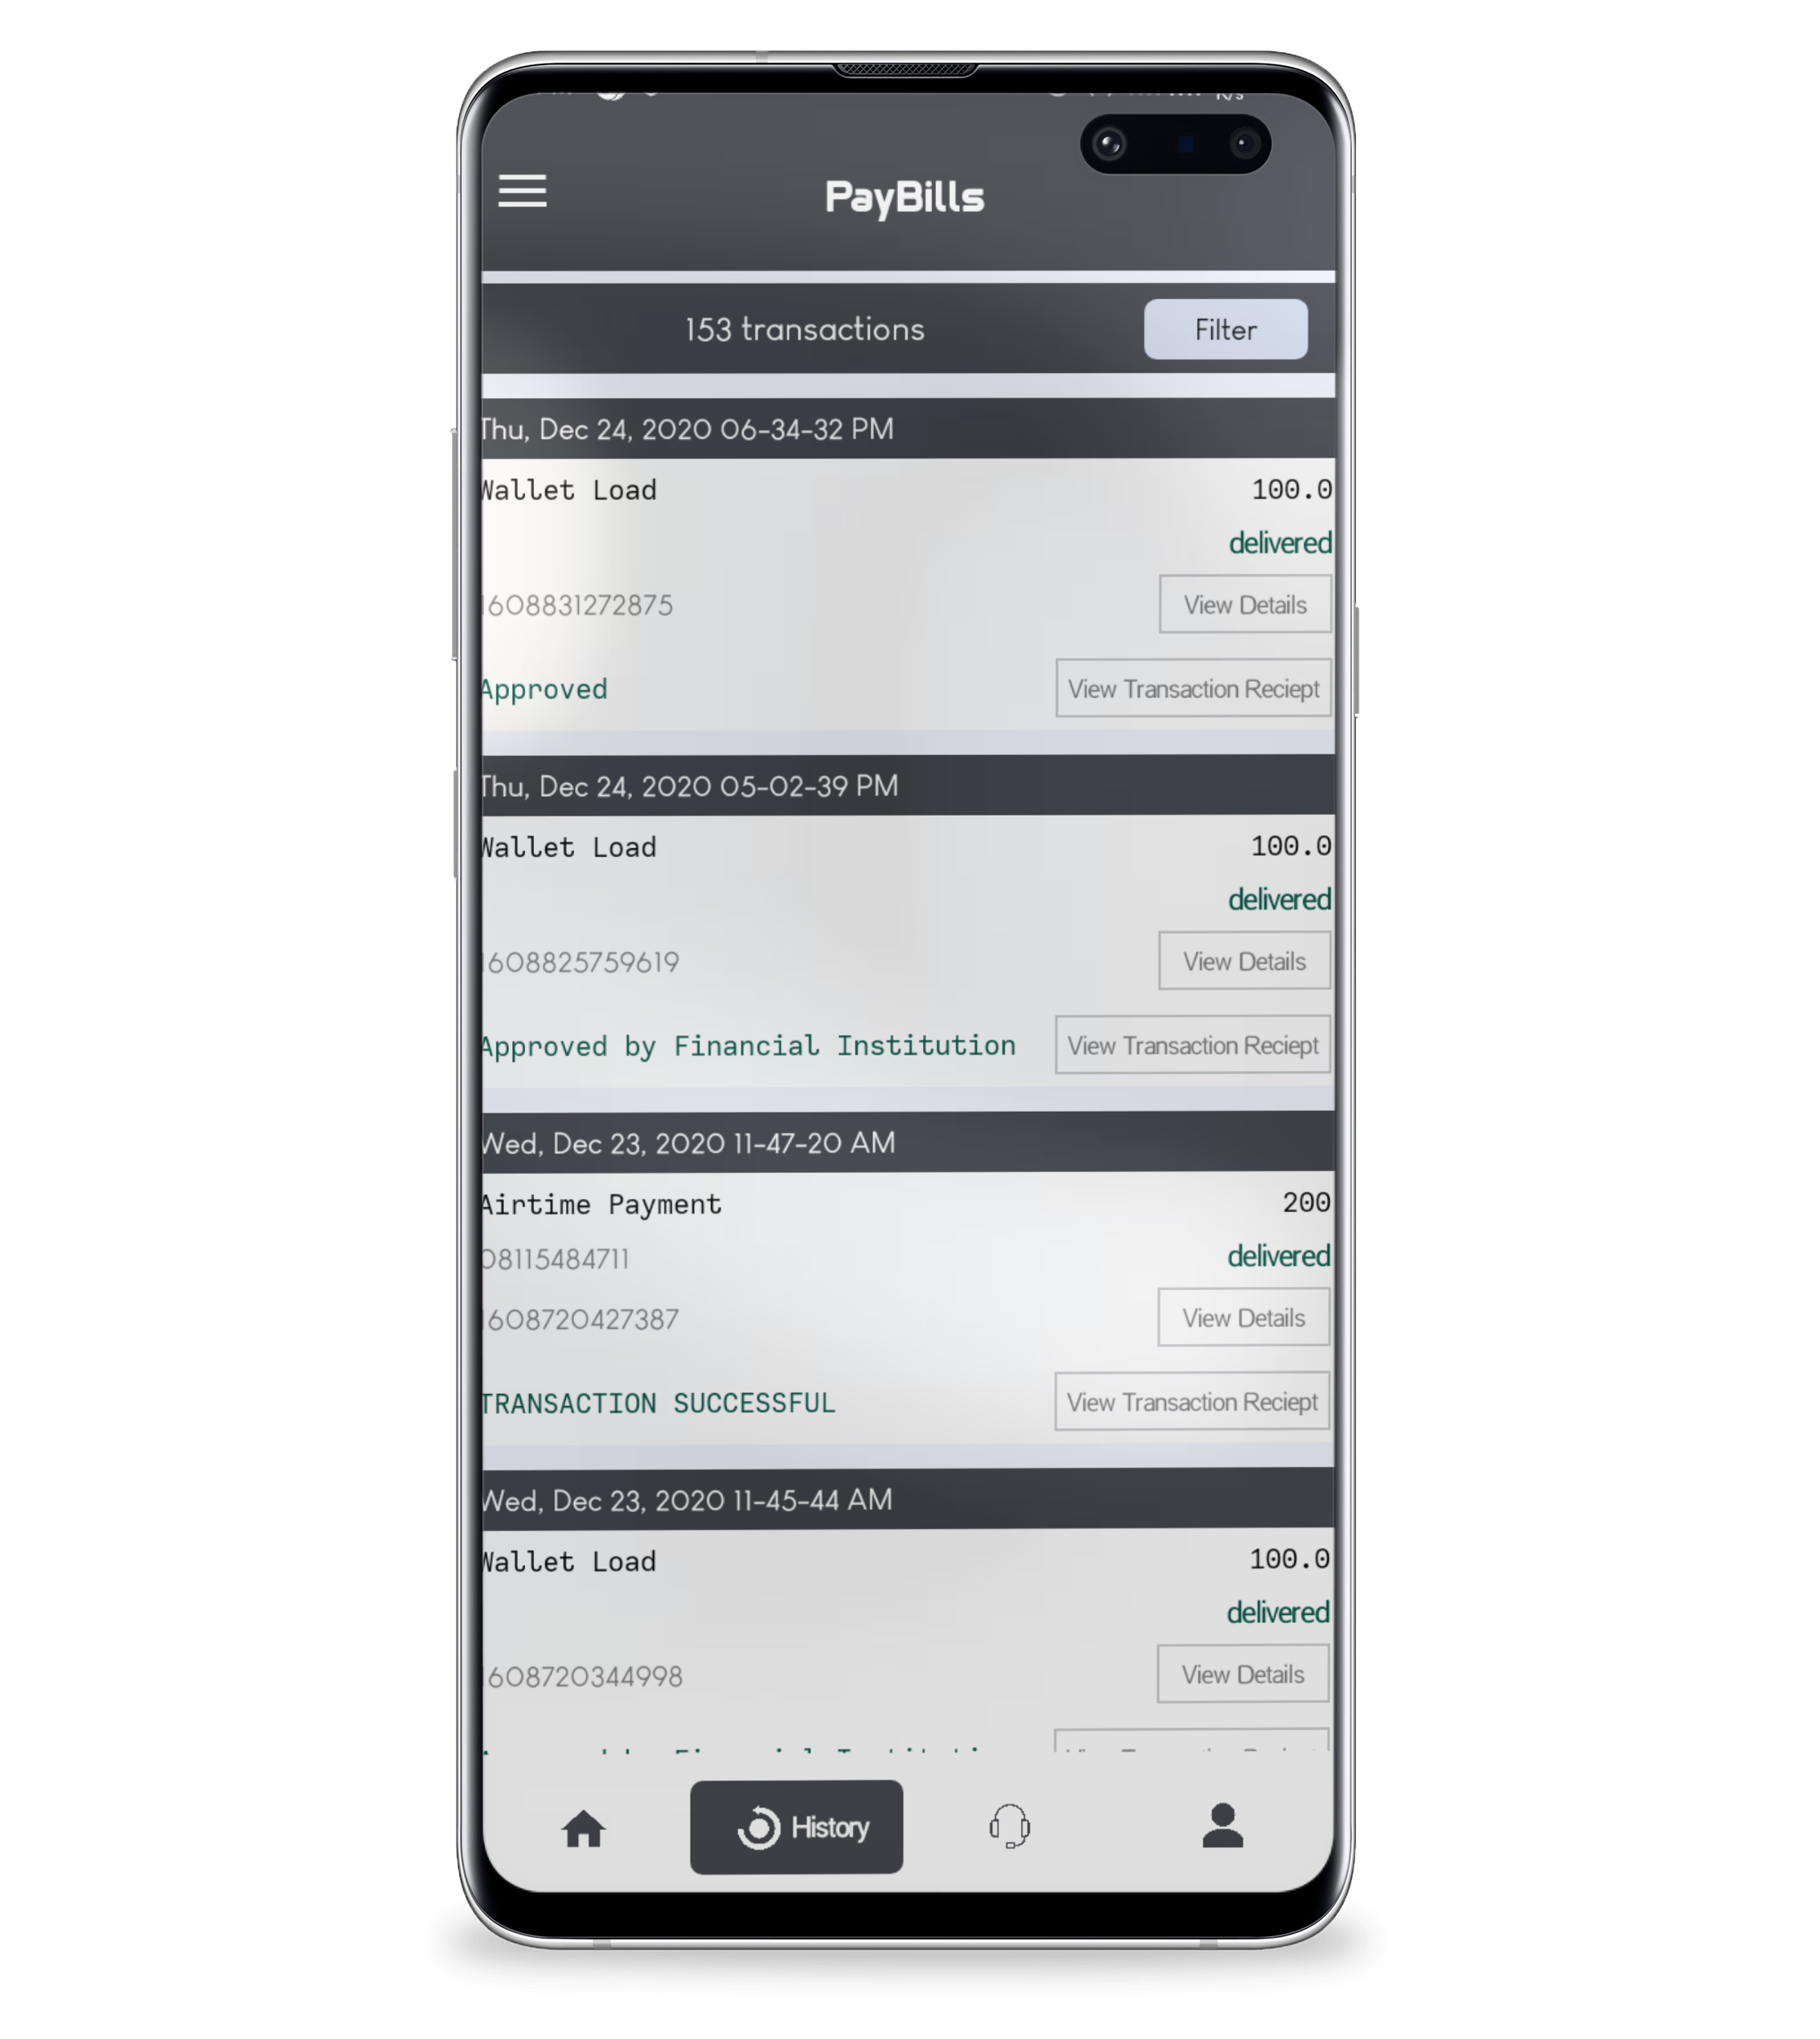 K/s
PayBills
153 transactions
Filter
Thu, Dec 24, 2020 06-34-32 PM
Wallet Load 100.0
delivered
1608831272875 View Details
Approved View Transaction Reciept
Thu, Dec 24, 2020 05-02-39 PM
Wallet Load 100.0
delivered
1608825759619 View Details
Approved by Financial Institution View Transaction Reciept
Wed, Dec 23, 2020 11-47-20 AM
Airtime Payment 200
08115484711 delivered
1608720427387 View Details
TRANSACTION SUCCESSFUL View Transaction Reciept
Wed, Dec 23, 2020 11-45-44 AM
Wallet Load 100.0
delivered
1608720344998 View Details
History